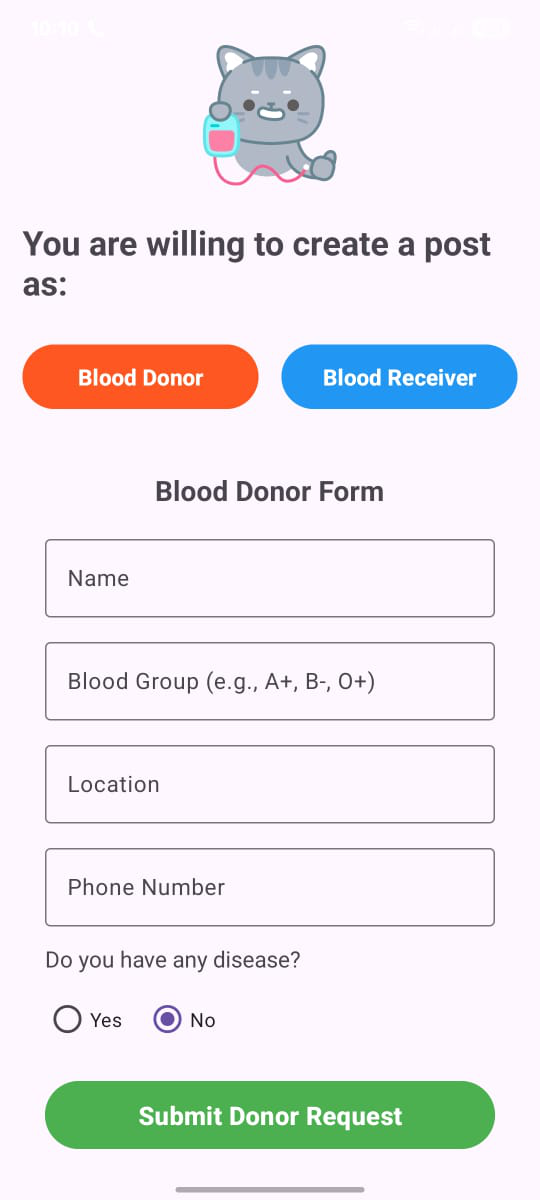 10:10
You are willing to create a post
as:
Blood Donor
Blood Receiver
Blood Donor Form
Name
Blood Group (e.g., A+, B-, O+)
Location
Phone Number
Do you have any disease?
Yes
No
Submit Donor Request